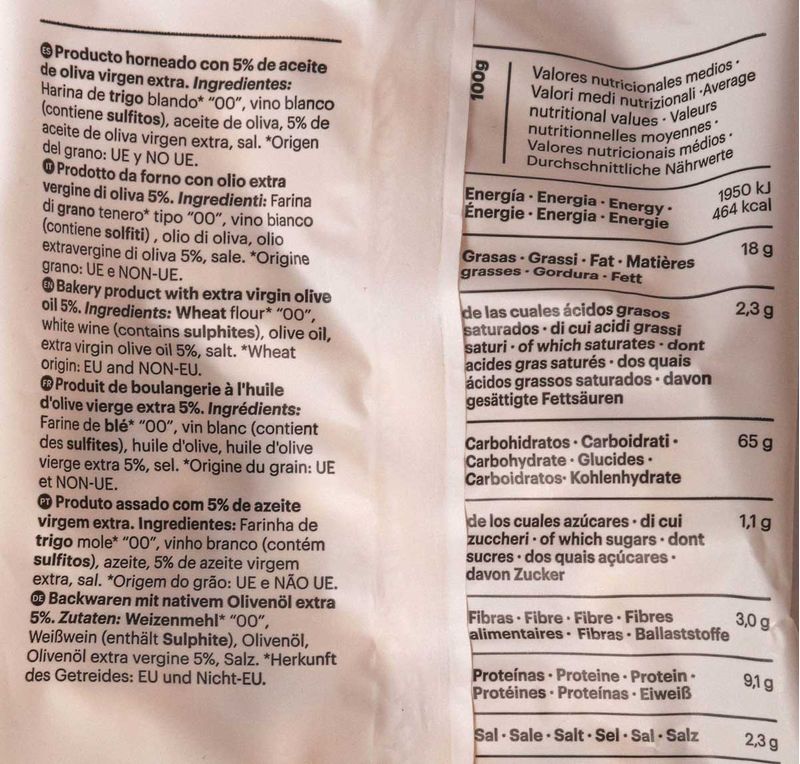 ES Producto horneado con 5% de aceite
de oliva virgen extra. Ingredientes:
Harina de trigo blando* "00", vino blanco
(contiene sulfitos), aceite de oliva, 5% de
aceite de oliva virgen extra, sal. *Origen
del grano: UE y NO UE.
IT Prodotto da forno con olio extra
vergine di oliva 5%. Ingredienti: Farina
di grano tenero* tipo "00", vino bianco
(contiene solfiti) , olio di oliva, olio
extravergine di oliva 5%, sale. *Origine
grano: UE e NON-UE.
EN Bakery product with extra virgin olive
oil 5%. Ingredients: Wheat flour* "00",
white wine (contains sulphites), olive oil,
extra virgin olive oil 5%, salt. *Wheat
origin: EU and NON-EU.
FR Produit de boulangerie à l'huile
d'olive vierge extra 5%. Ingrédients:
Farine de blé* "00", vin blanc (contient
des sulfites), huile d'olive, huile d'olive
vierge extra 5%, sel. *Origine du grain: UE
et NON-UE.
PT Produto assado com 5% de azeite
virgem extra. Ingredientes: Farinha de
trigo mole* "00", vinho branco (contém
sulfitos), azeite, 5% de azeite virgem
extra, sal. *Origem do grão: UE e NÃO UE.
DE Backwaren mit nativem Olivenöl extra
5%. Zutaten: Weizenmehl* "00",
Weißwein (enthält Sulphite), Olivenöl,
Olivenöl extra vergine 5%, Salz. *Herkunft
des Getreides: EU und Nicht-EU.
100g
Valores nutricionales medios ·
Valori medi nutrizionali · Average
nutritional values · Valeurs
nutritionnelles moyennes ·
Valores nutricionais médios ·
Durchschnittliche Nährwerte
Energía · Energia · Energy · 1950 kJ
Énergie · Energia · Energie 464 kcal
Grasas · Grassi · Fat · Matières 18 g
grasses · Gordura · Fett
de las cuales ácidos grasos 2,3 g
saturados · di cui acidi grassi
saturi · of which saturates · dont
acides gras saturés · dos quais
ácidos grassos saturados · davon
gesättigte Fettsäuren
Carbohidratos · Carboidrati · 65 g
Carbohydrate · Glucides ·
Carboidratos · Kohlenhydrate
de los cuales azúcares · di cui 1,1 g
zuccheri · of which sugars · dont
sucres · dos quais açúcares ·
davon Zucker
Fibras · Fibre · Fibre · Fibres 3,0 g
alimentaires · Fibras · Ballaststoffe
Proteínas · Proteine · Protein · 9,1 g
Protéines · Proteínas · Eiweiß
Sal · Sale · Salt · Sel · Sal · Salz 2,3 g